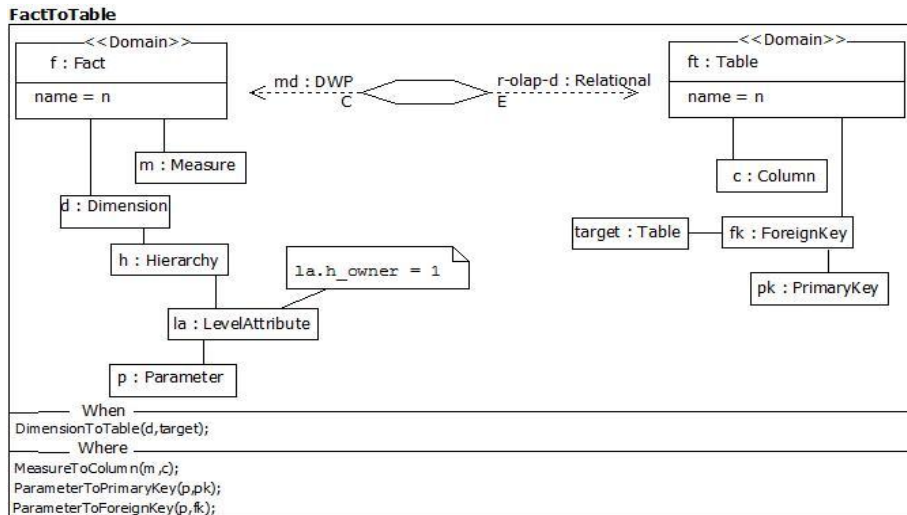 FactToTable
<<Domain>>
f : Fact
name = n
md : DWP
C
r-olap-d : Relational
E
<<Domain>>
ft : Table
name = n
m : Measure
c : Column
d : Dimension
target : Table
fk : ForeignKey
h : Hierarchy
la.h_owner = 1
pk : PrimaryKey
la : LevelAttribute
p : Parameter
When
DimensionToTable(d,target);
Where
MeasureToColumn(m,c);
ParameterToPrimaryKey(p,pk);
ParameterToForeignKey(p,fk);